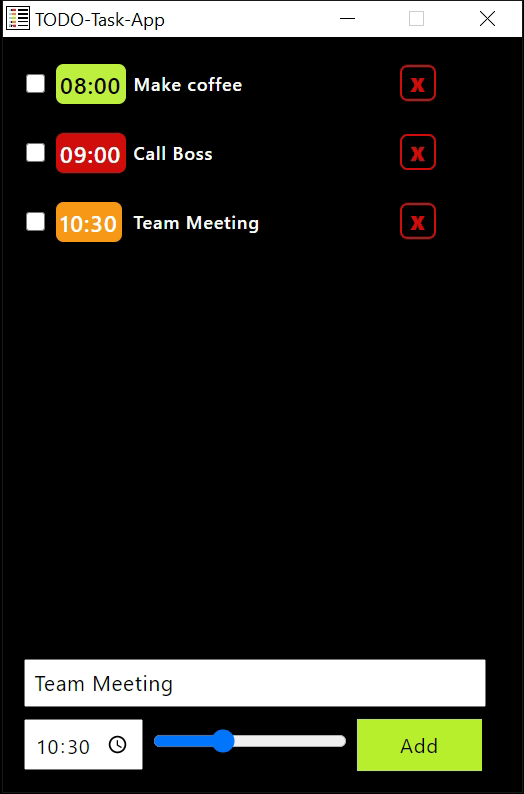 TODO-Task-App
08:00 Make coffee x
09:00 Call Boss x
10:30 Team Meeting x
Team Meeting
10:30 Add